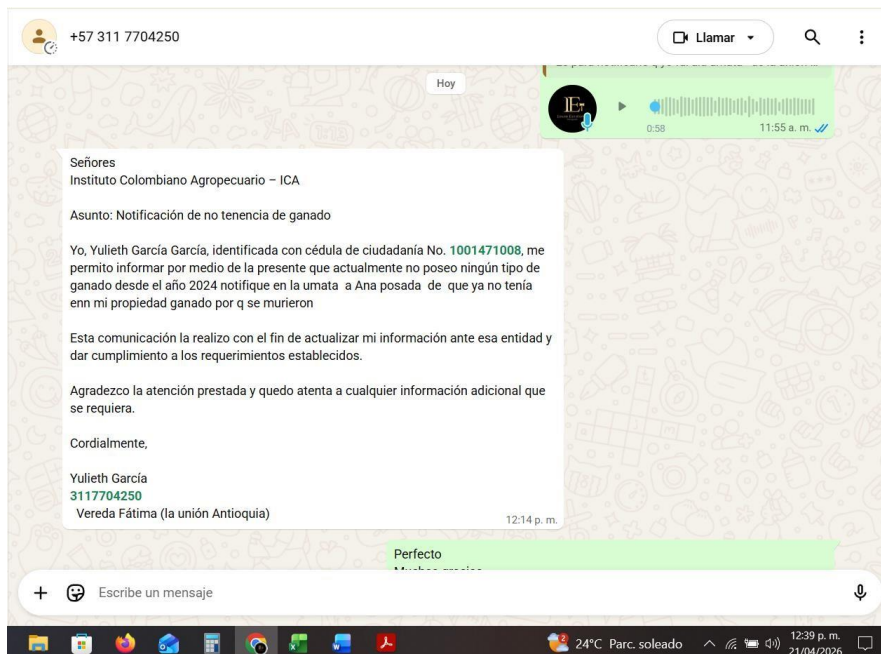 +57 311 7704250
Llamar
Hoy
0:58
11:55 a. m.
Señores
Instituto Colombiano Agropecuario – ICA
Asunto: Notificación de no tenencia de ganado
Yo, Yulieth García García, identificada con cédula de ciudadanía No. 1001471008, me
permito informar por medio de la presente que actualmente no poseo ningún tipo de
ganado desde el año 2024 notifique en la umata a Ana posada de que ya no tenía
enn mi propiedad ganado por q se murieron
Esta comunicación la realizo con el fin de actualizar mi información ante esa entidad y
dar cumplimiento a los requerimientos establecidos.
Agradezco la atención prestada y quedo atenta a cualquier información adicional que
se requiera.
Cordialmente,
Yulieth García
3117704250
Vereda Fátima (la unión Antioquia)
12:14 p. m.
Perfecto
Escribe un mensaje
24°C Parc. soleado
12:39 p. m.
21/04/2026